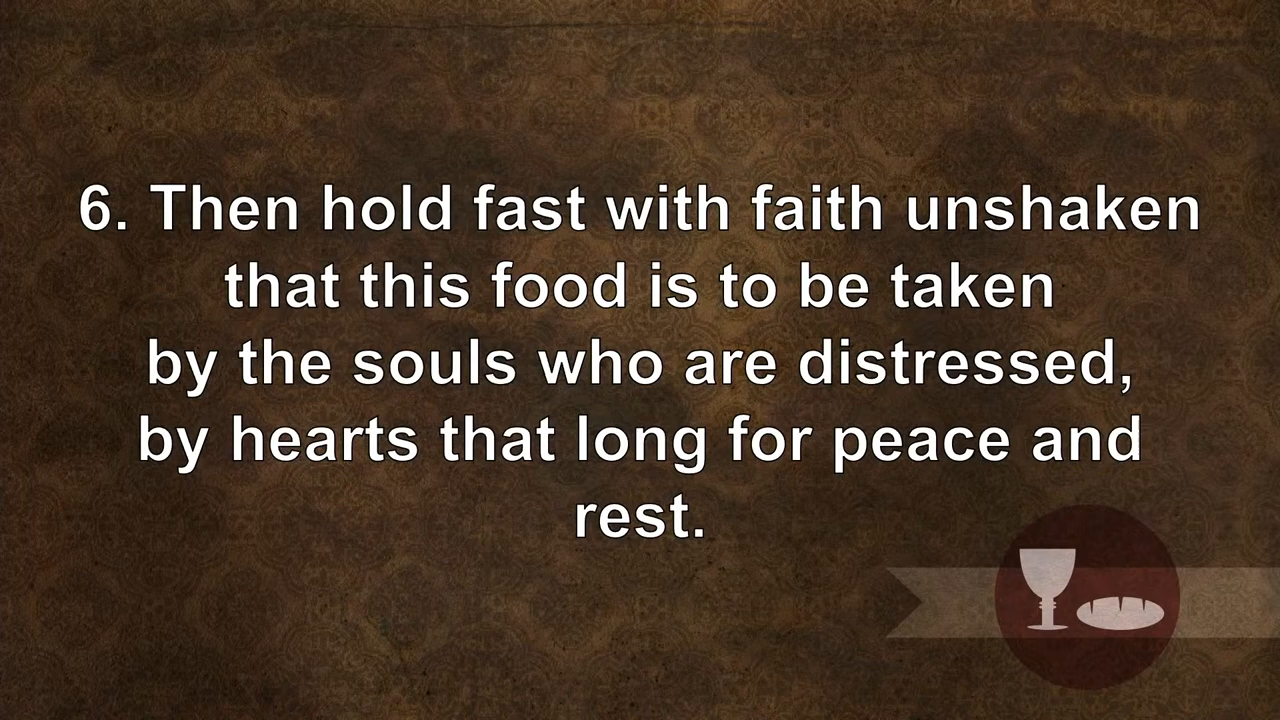 6. Then hold fast with faith unshaken
that this food is to be taken
by the souls who are distressed,
by hearts that long for peace and
rest.